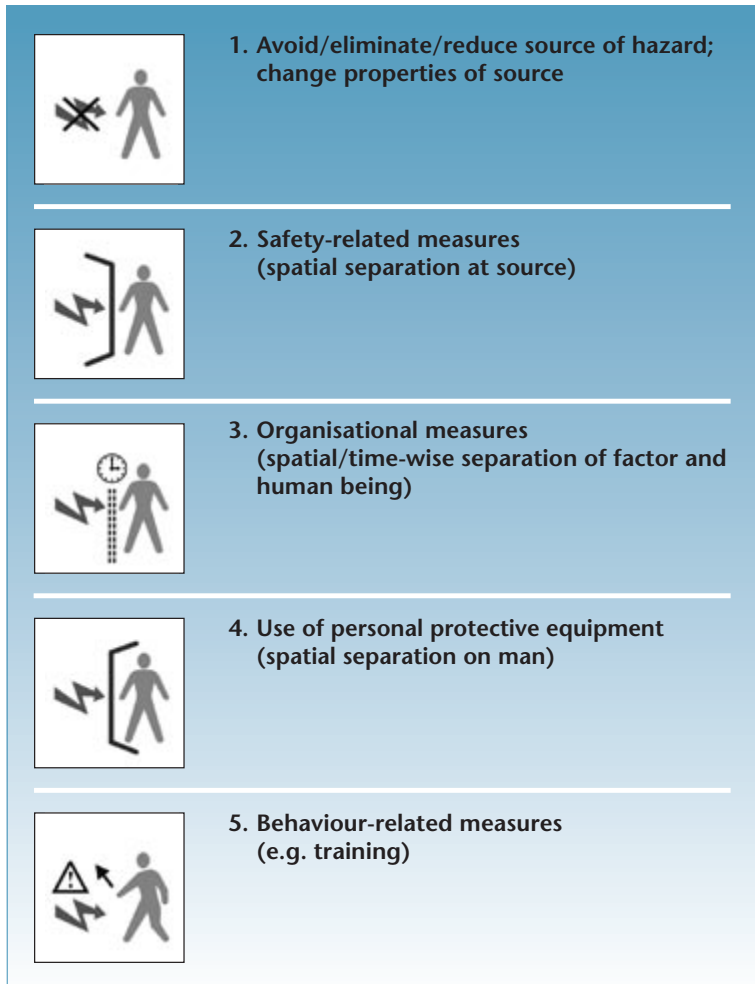 1. Avoid/eliminate/reduce source of hazard;
change properties of source
2. Safety-related measures
(spatial separation at source)
3. Organisational measures
(spatial/time-wise separation of factor and
human being)
4. Use of personal protective equipment
(spatial separation on man)
5. Behaviour-related measures
(e.g. training)